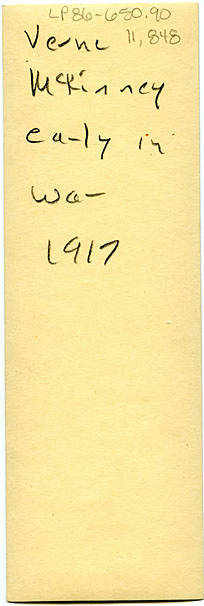 LP86-650.90
Verne 11,848
McKinney
early in
war
1917